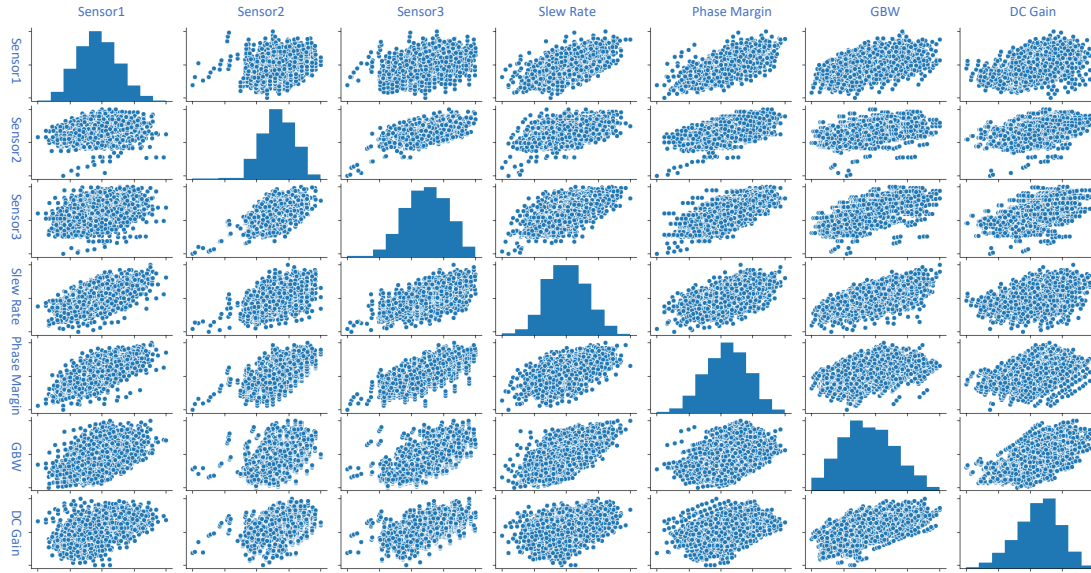 Sensor1 Sensor2 Sensor3 Slew Rate Phase Margin GBW DC Gain
Sensor1
Sensor2
Sensor3
Slew Rate
Phase
Margin
GBW
DC Gain